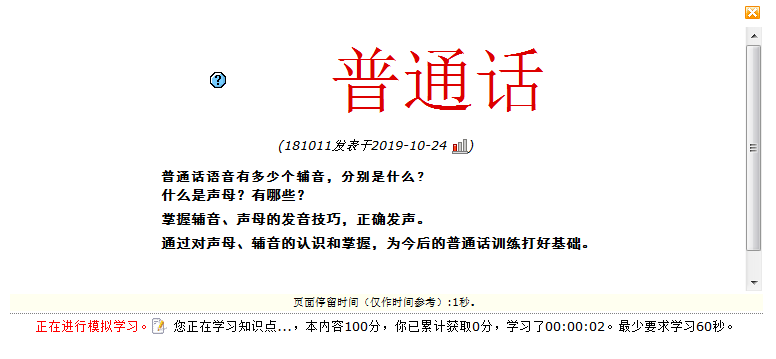 普通话
(181011发表于2019-10-24)
普通话语音有多少个辅音，分别是什么？
什么是声母？有哪些？
掌握辅音、声母的发音技巧，正确发声。
通过对声母、辅音的认识和掌握，为今后的普通话训练打好基础。
页面停留时间（仅作时间参考）:1秒。
正在进行模拟学习。 您正在学习知识点...，本内容100分，你已累计获取0分，学习了00:00:02。最少要求学习60秒。